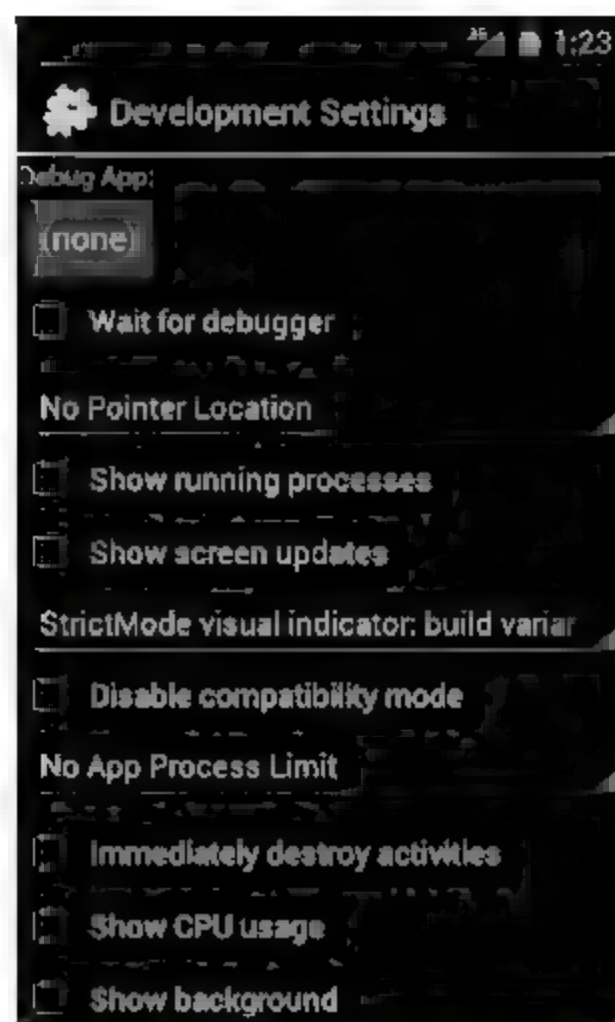 3G 1:23
Development Settings
Debug App:
(none)
Wait for debugger
No Pointer Location
Show running processes
Show screen updates
StrictMode visual indicator: build varian
Disable compatibility mode
No App Process Limit
Immediately destroy activities
Show CPU usage
Show background